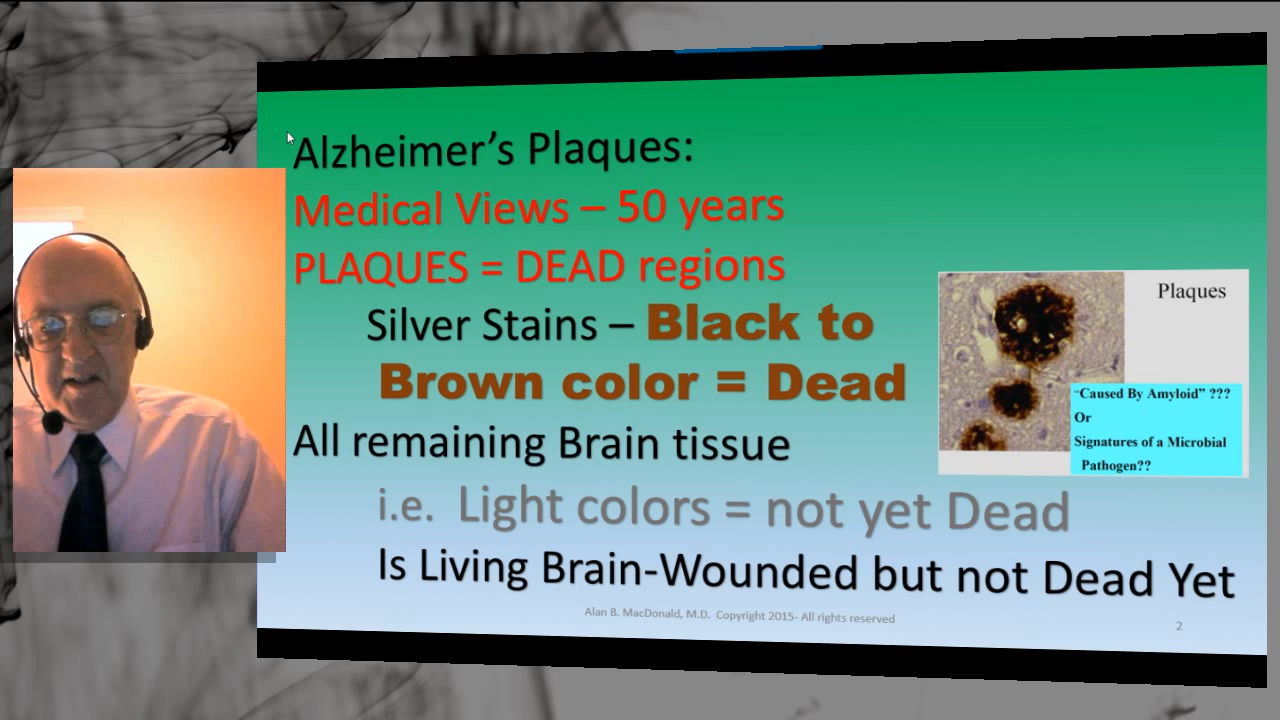 Alzheimer’s Plaques:
Medical Views – 50 years
PLAQUES = DEAD regions
Silver Stains – Black to
Brown color = Dead
All remaining Brain tissue
i.e. Light colors = not yet Dead
Is Living Brain-Wounded but not Dead Yet
Plaques
“Caused By Amyloid” ???
Or
Signatures of a Microbial
Pathogen??
Alan B. MacDonald, M.D. Copyright 2015- All rights reserved
2